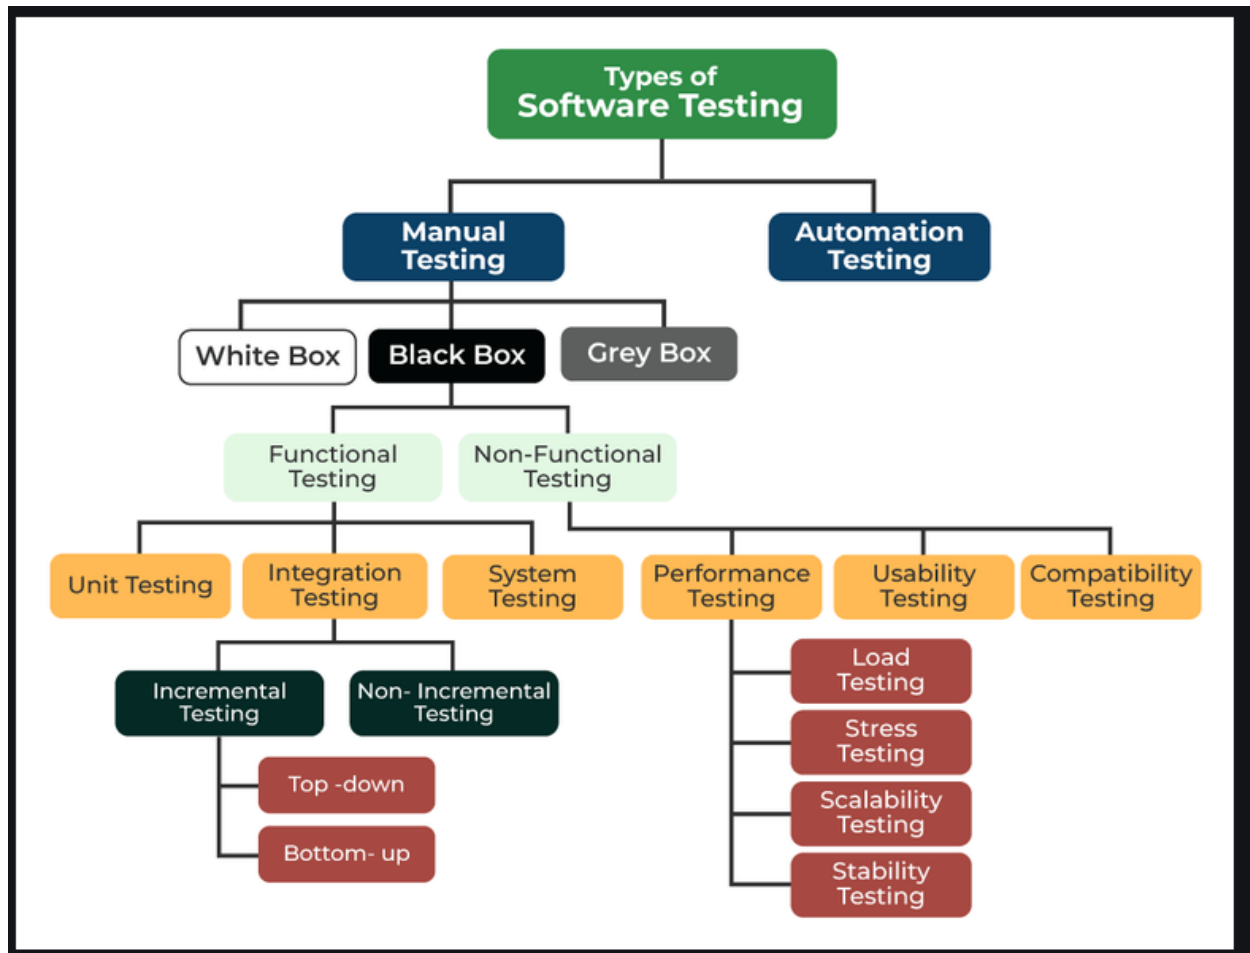 Types of
Software Testing
Manual
Testing
Automation
Testing
White Box
Black Box
Grey Box
Functional
Testing
Non-Functional
Testing
Unit Testing
Integration
Testing
System
Testing
Performance
Testing
Usability
Testing
Compatibility
Testing
Incremental
Testing
Non- Incremental
Testing
Top -down
Bottom- up
Load
Testing
Stress
Testing
Scalability
Testing
Stability
Testing